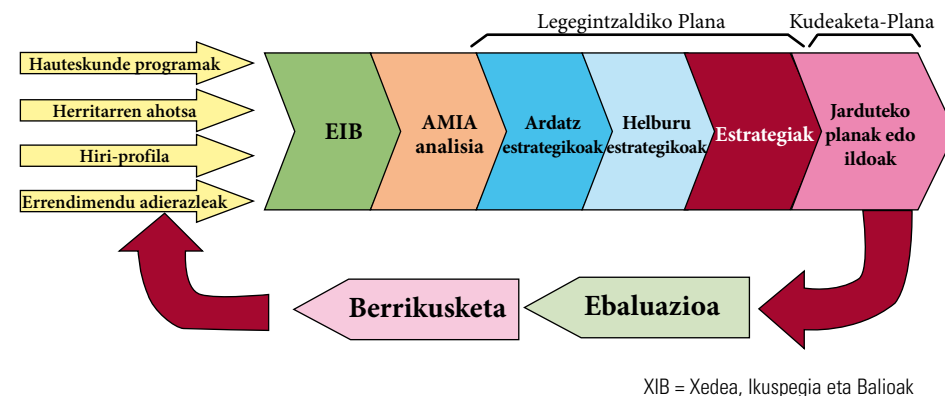 Legegintzaldiko Plana
Kudeaketa-Plana
Hauteskunde programak
Herritarren ahotsa
Hiri-profila
Errendimendu adierazleak
EIB
AMIA
analisia
Ardatz
estrategikoak
Helburu
estrategikoak
Estrategiak
Jarduteko
planak edo
ildoak
Berrikusketa
Ebaluazioa
XIB = Xedea, Ikuspegia eta Balioak